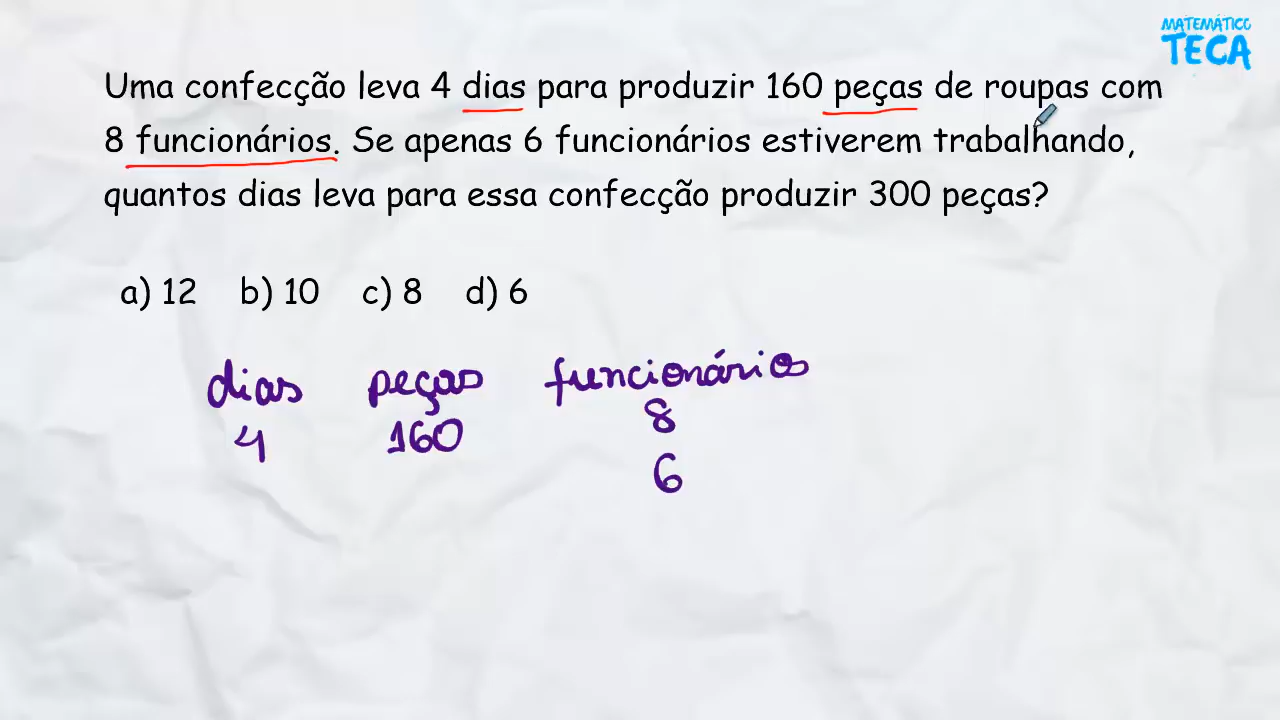 MATEMÁTICO
TECA
Uma confecção leva 4 dias para produzir 160 peças de roupas com
8 funcionários. Se apenas 6 funcionários estiverem trabalhando,
quantos dias leva para essa confecção produzir 300 peças?
a) 12 b) 10 c) 8 d) 6
dias peças funcionários
4 160 8
6